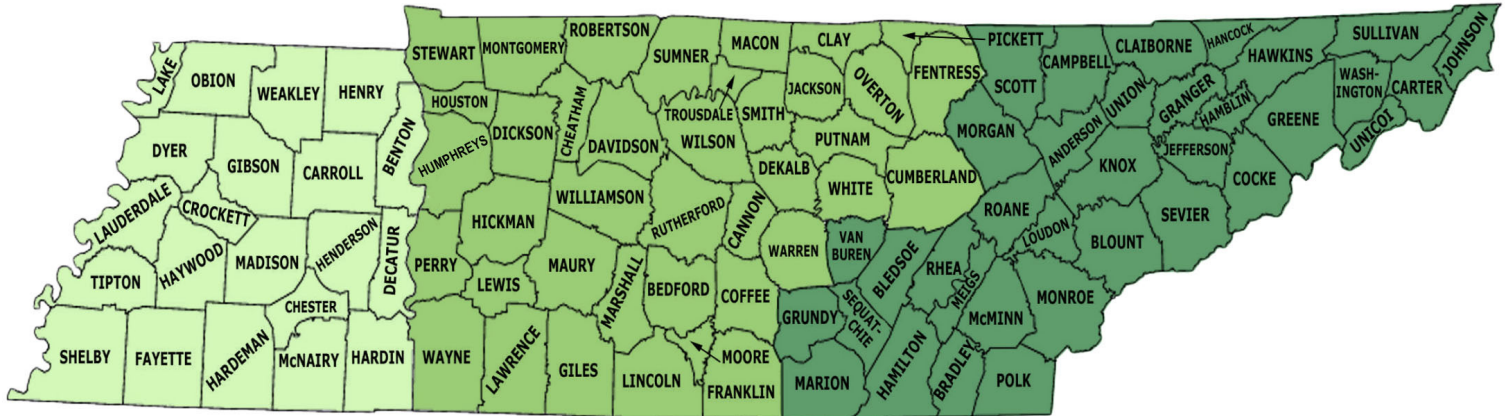 LAKE
OBION
WEAKLEY
HENRY
STEWART
MONTGOMERY
ROBERTSON
SUMNER
MACON
CLAY
PICKETT
SCOTT
CAMPBELL
CLAIBORNE
HANCOCK
HAWKINS
SULLIVAN
JOHNSON
DYER
GIBSON
CARROLL
BENTON
HOUSTON
HUMPHREYS
DICKSON
CHEATHAM
DAVIDSON
TROUSDALE
WILSON
SMITH
JACKSON
OVERTON
FENTRESS
MORGAN
ANDERSON
UNION
GRANGER
HAMBLIN
GREENE
WASH-
INGTON
CARTER
UNICOI
LAUDERDALE
CROCKETT
HICKMAN
WILLIAMSON
RUTHERFORD
CANNON
DEKALB
PUTNAM
WHITE
CUMBERLAND
ROANE
KNOX
JEFFERSON
COCKE
SEVIER
TIPTON
HAYWOOD
MADISON
HENDERSON
DECATUR
PERRY
LEWIS
MAURY
MARSHALL
BEDFORD
COFFEE
WARREN
VAN
BUREN
BLEDSOE
RHEA
MEIGS
LOUDON
BLOUNT
MONROE
SHELBY
FAYETTE
HARDEMAN
CHESTER
McNAIRY
HARDIN
WAYNE
LAWRENCE
GILES
LINCOLN
MOORE
FRANKLIN
GRUNDY
SEQUAT-
CHIE
MARION
HAMILTON
BRADLEY
McMINN
POLK